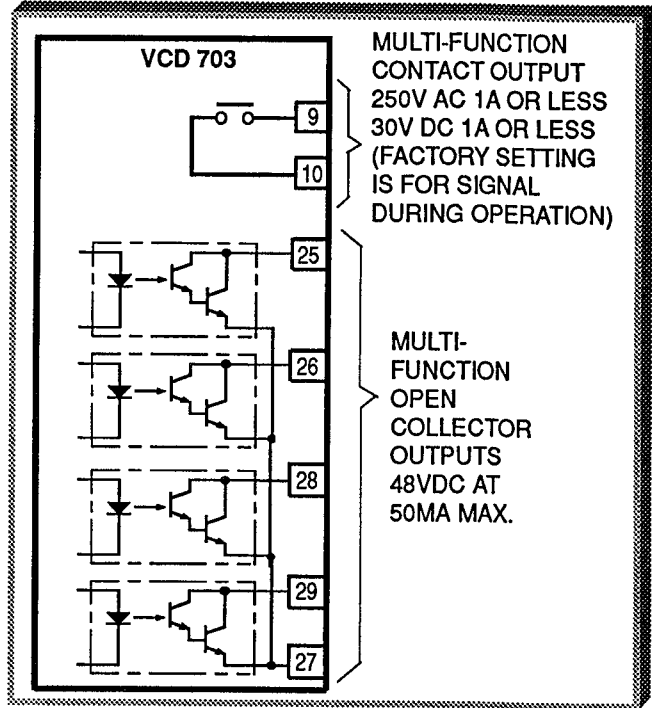 VCD 703
9
10
MULTI-FUNCTION
CONTACT OUTPUT
250V AC 1A OR LESS
30V DC 1A OR LESS
(FACTORY SETTING
IS FOR SIGNAL
DURING OPERATION)
25
26
28
29
27
MULTI-
FUNCTION
OPEN
COLLECTOR
OUTPUTS
48VDC AT
50MA MAX.